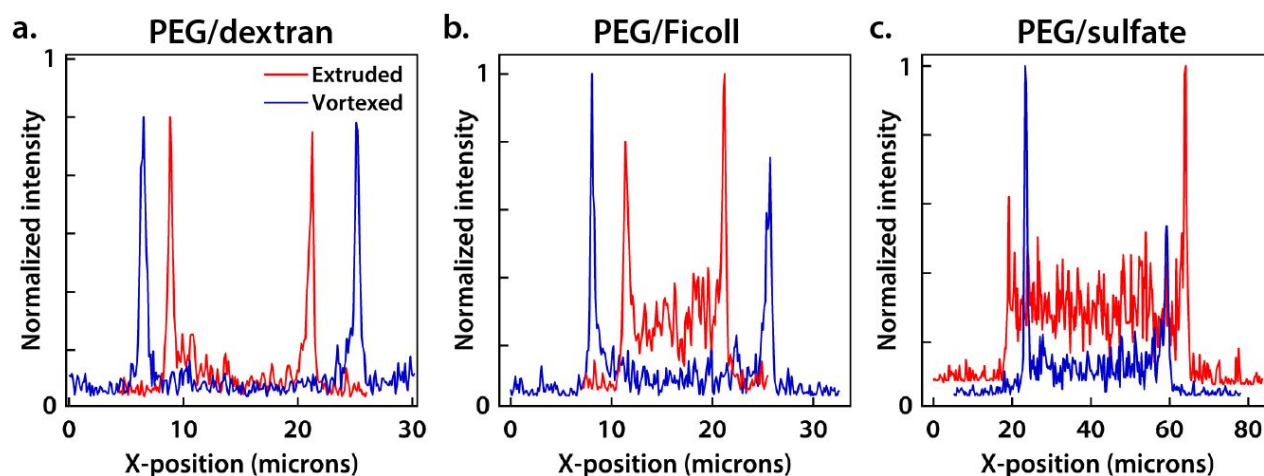 a. PEG/dextran
1
Extruded
Vortexed
Normalized intensity
0
0 10 20 30
X-position (microns)
b. PEG/Ficoll
1
Normalized intensity
0
0 10 20 30
X-position (microns)
c. PEG/sulfate
1
Normalized intensity
0
0 20 40 60 80
X-position (microns)